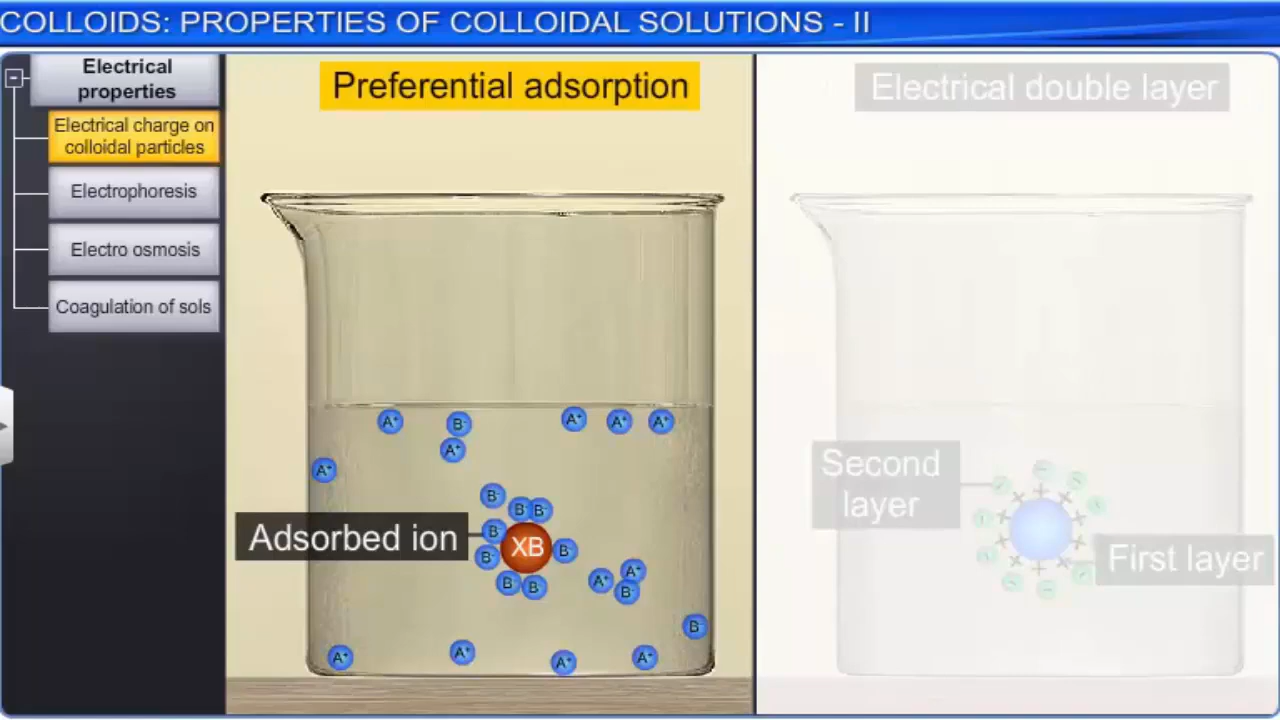 COLLOIDS: PROPERTIES OF COLLOIDAL SOLUTIONS - II
Electrical
properties
Electrical charge on
colloidal particles
Electrophoresis
Electro osmosis
Coagulation of sols
Preferential adsorption
A⁺
B⁻
A⁺
A⁺
A⁺
A⁺
A⁺
B⁻
B⁻
B⁻
B⁻
Adsorbed ion
XB
B⁻
B⁻
B⁻
B⁻
A⁺
A⁺
B⁻
B⁻
A⁺
A⁺
A⁺
A⁺
Electrical double layer
Second
layer
First layer